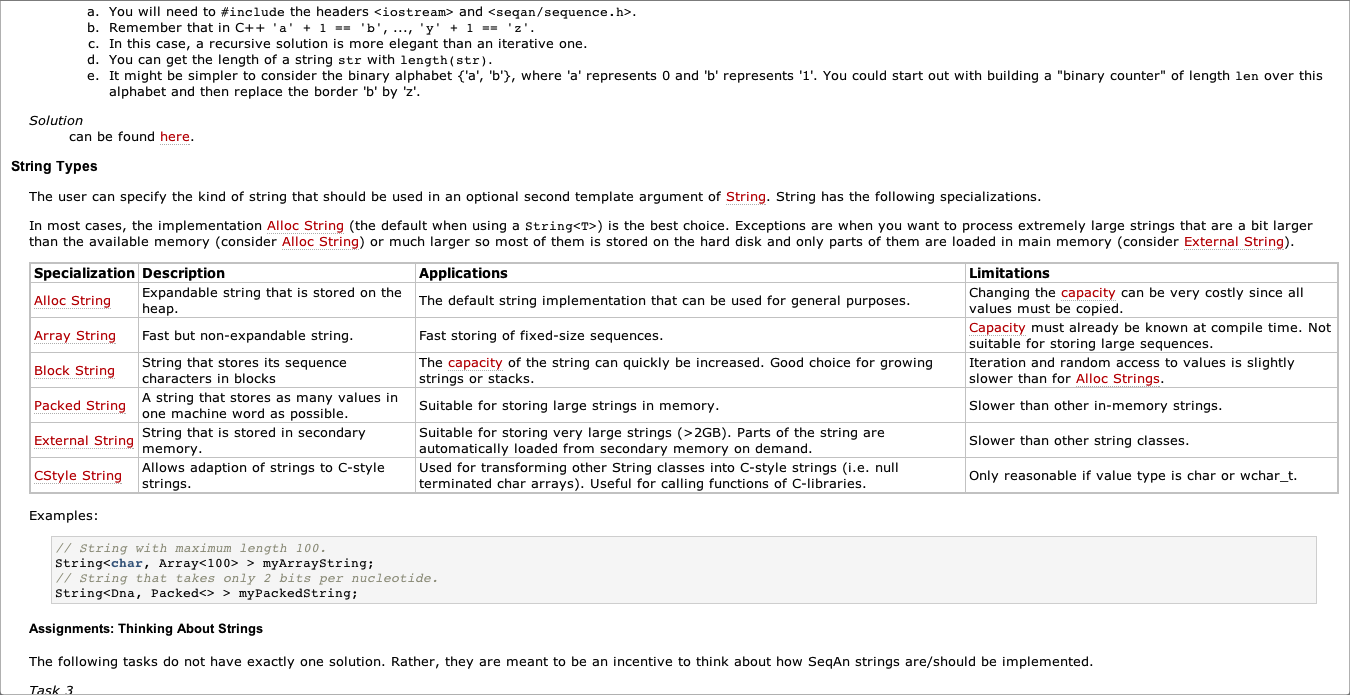 a. You will need to #include the headers <iostream> and <seqan/sequence.h>.
b. Remember that in C++ 'a' + 1 == 'b', ..., 'y' + 1 == 'z'.
c. In this case, a recursive solution is more elegant than an iterative one.
d. You can get the length of a string str with length(str).
e. It might be simpler to consider the binary alphabet {'a', 'b'}, where 'a' represents 0 and 'b' represents '1'. You could start out with building a "binary counter" of length len over this
alphabet and then replace the border 'b' by 'z'.
Solution
can be found here.
String Types
The user can specify the kind of string that should be used in an optional second template argument of String. String has the following specializations.
In most cases, the implementation Alloc String (the default when using a String<T>) is the best choice. Exceptions are when you want to process extremely large strings that are a bit larger
than the available memory (consider Alloc String) or much larger so most of them is stored on the hard disk and only parts of them are loaded in main memory (consider External String).
Specialization Description Applications Limitations
Alloc String
Expandable string that is stored on the
heap.
The default string implementation that can be used for general purposes.
Changing the capacity can be very costly since all
values must be copied.
Array String
Fast but non-expandable string.
Fast storing of fixed-size sequences.
Capacity must already be known at compile time. Not
suitable for storing large sequences.
Block String
String that stores its sequence
characters in blocks
The capacity of the string can quickly be increased. Good choice for growing
strings or stacks.
Iteration and random access to values is slightly
slower than for Alloc Strings.
Packed String
A string that stores as many values in
one machine word as possible.
Suitable for storing large strings in memory.
Slower than other in-memory strings.
External String
String that is stored in secondary
memory.
Suitable for storing very large strings (>2GB). Parts of the string are
automatically loaded from secondary memory on demand.
Slower than other string classes.
CStyle String
Allows adaption of strings to C-style
strings.
Used for transforming other String classes into C-style strings (i.e. null
terminated char arrays). Useful for calling functions of C-libraries.
Only reasonable if value type is char or wchar_t.
Examples:
// String with maximum length 100.
String<char, Array<100> > myArrayString;
// String that takes only 2 bits per nucleotide.
String<Dna, Packed<> > myPackedString;
Assignments: Thinking About Strings
The following tasks do not have exactly one solution. Rather, they are meant to be an incentive to think about how SeqAn strings are/should be implemented.
Task 3